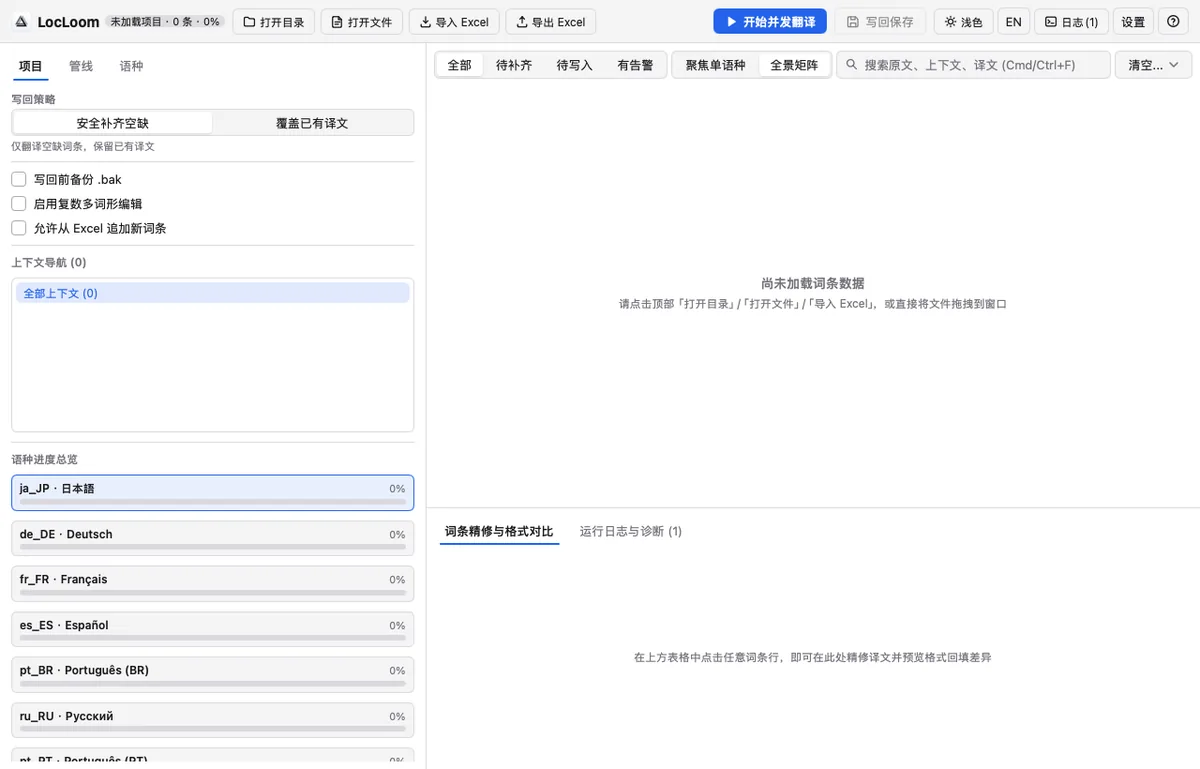 LocLoom 未加载项目 · 0 条 · 0% 打开目录 打开文件 导入 Excel 导出 Excel 开始并发翻译 写回保存 浅色 EN 日志 (1) 设置
项目 管线 语种
全部 待补齐 待写入 有告警 聚焦单语种 全景矩阵 搜索原文、上下文、译文 (Cmd/Ctrl+F) 清空...
写回策略
安全补齐空缺 覆盖已有译文
仅翻译空缺词条，保留已有译文
写回前备份 .bak
启用复数多词形编辑
允许从 Excel 追加新词条
上下文导航 (0)
全部上下文 (0)
尚未加载词条数据
请点击顶部「打开目录」/「打开文件」/「导入 Excel」，或直接将文件拖拽到窗口
语种进度总览
ja_JP · 日本語 0%
de_DE · Deutsch 0%
fr_FR · Français 0%
es_ES · Español 0%
pt_BR · Português (BR) 0%
ru_RU · Русский 0%
pt_PT · Português (PT) 0%
词条精修与格式对比 运行日志与诊断 (1)
在上方表格中点击任意词条行，即可在此处精修译文并预览格式回填差异